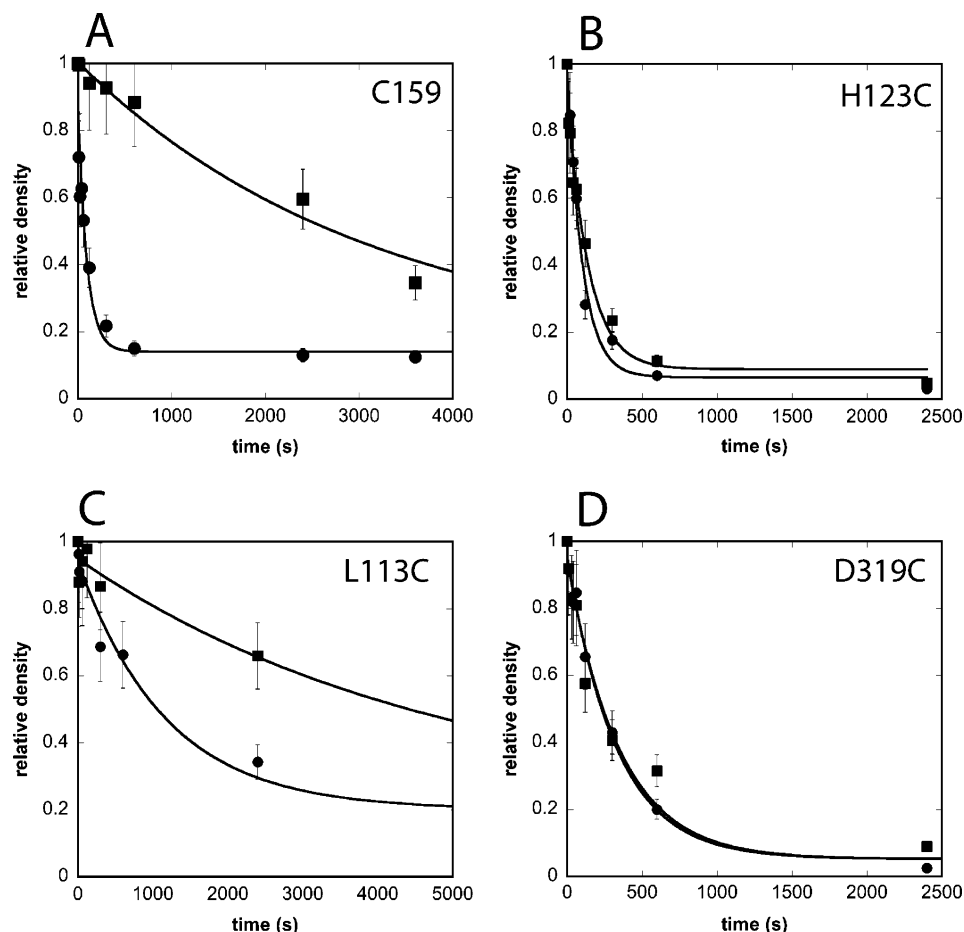 A
C159
relative density
1
0.8
0.6
0.4
0.2
0
0 1000 2000 3000 4000
time (s)
B
H123C
relative density
1
0.8
0.6
0.4
0.2
0
0 500 1000 1500 2000 2500
time (s)
C
L113C
relative density
1
0.8
0.6
0.4
0.2
0
0 1000 2000 3000 4000 5000
time (s)
D
D319C
relative density
1
0.8
0.6
0.4
0.2
0
0 500 1000 1500 2000 2500
time (s)